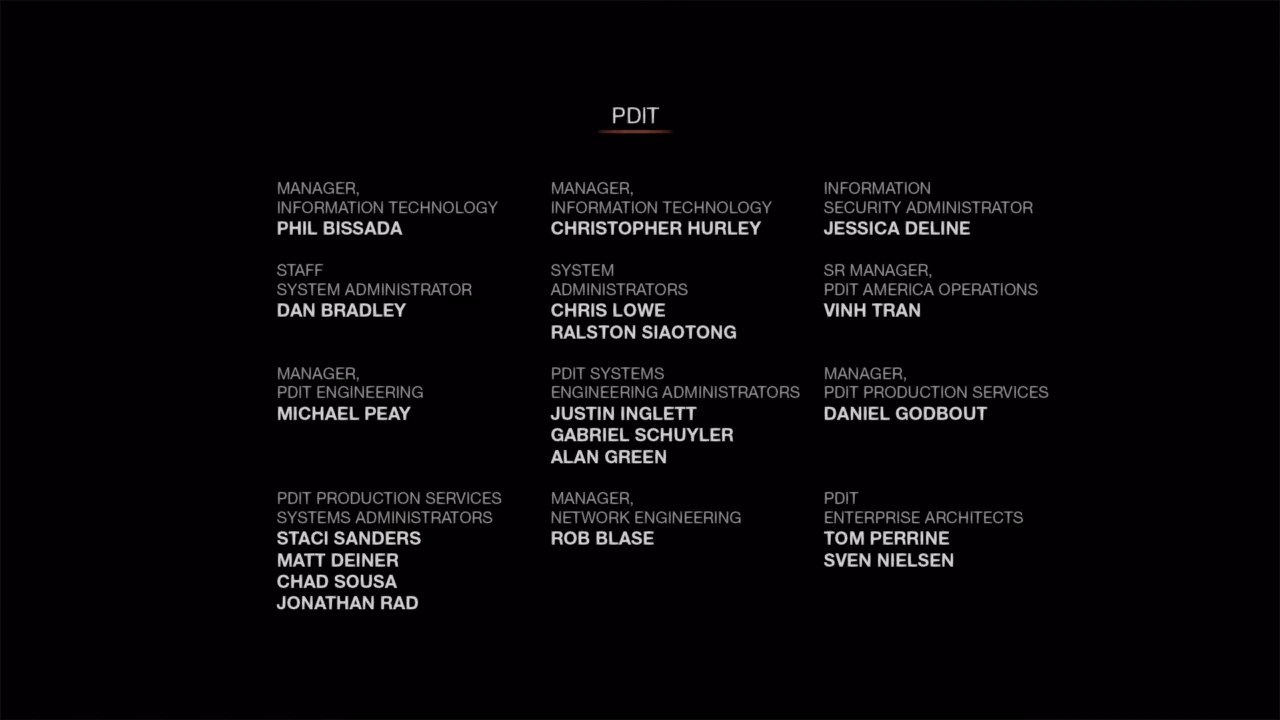 PDIT
MANAGER,
INFORMATION TECHNOLOGY
PHIL BISSADA
MANAGER,
INFORMATION TECHNOLOGY
CHRISTOPHER HURLEY
INFORMATION
SECURITY ADMINISTRATOR
JESSICA DELINE
STAFF
SYSTEM ADMINISTRATOR
DAN BRADLEY
SYSTEM
ADMINISTRATORS
CHRIS LOWE
RALSTON SIAOTONG
SR MANAGER,
PDIT AMERICA OPERATIONS
VINH TRAN
MANAGER,
PDIT ENGINEERING
MICHAEL PEAY
PDIT SYSTEMS
ENGINEERING ADMINISTRATORS
JUSTIN INGLETT
GABRIEL SCHUYLER
ALAN GREEN
MANAGER,
PDIT PRODUCTION SERVICES
DANIEL GODBOUT
PDIT PRODUCTION SERVICES
SYSTEMS ADMINISTRATORS
STACI SANDERS
MATT DEINER
CHAD SOUSA
JONATHAN RAD
MANAGER,
NETWORK ENGINEERING
ROB BLASE
PDIT
ENTERPRISE ARCHITECTS
TOM PERRINE
SVEN NIELSEN